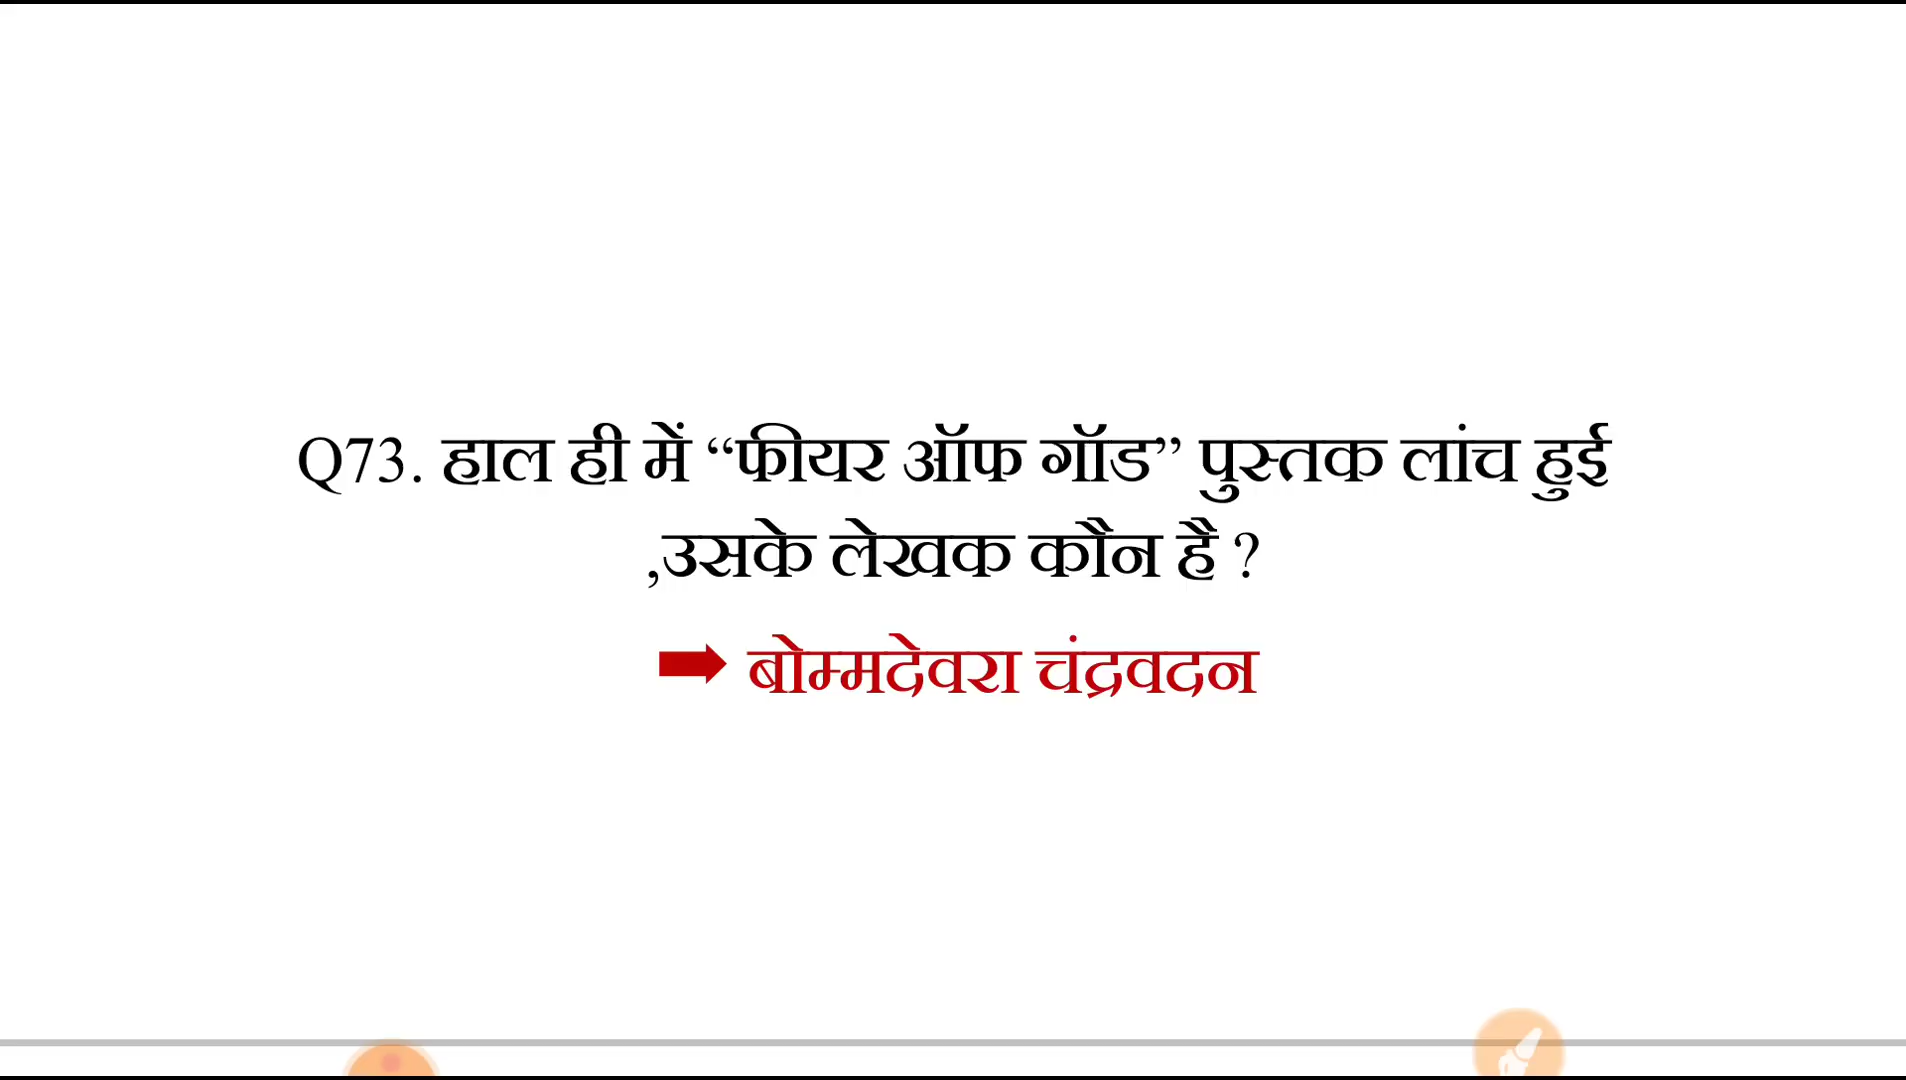 Q73. हाल ही में “फीयर ऑफ गॉड” पुस्तक लांच हुई
,उसके लेखक कौन है ?
➡ बोम्मदेवरा चंद्रवदन